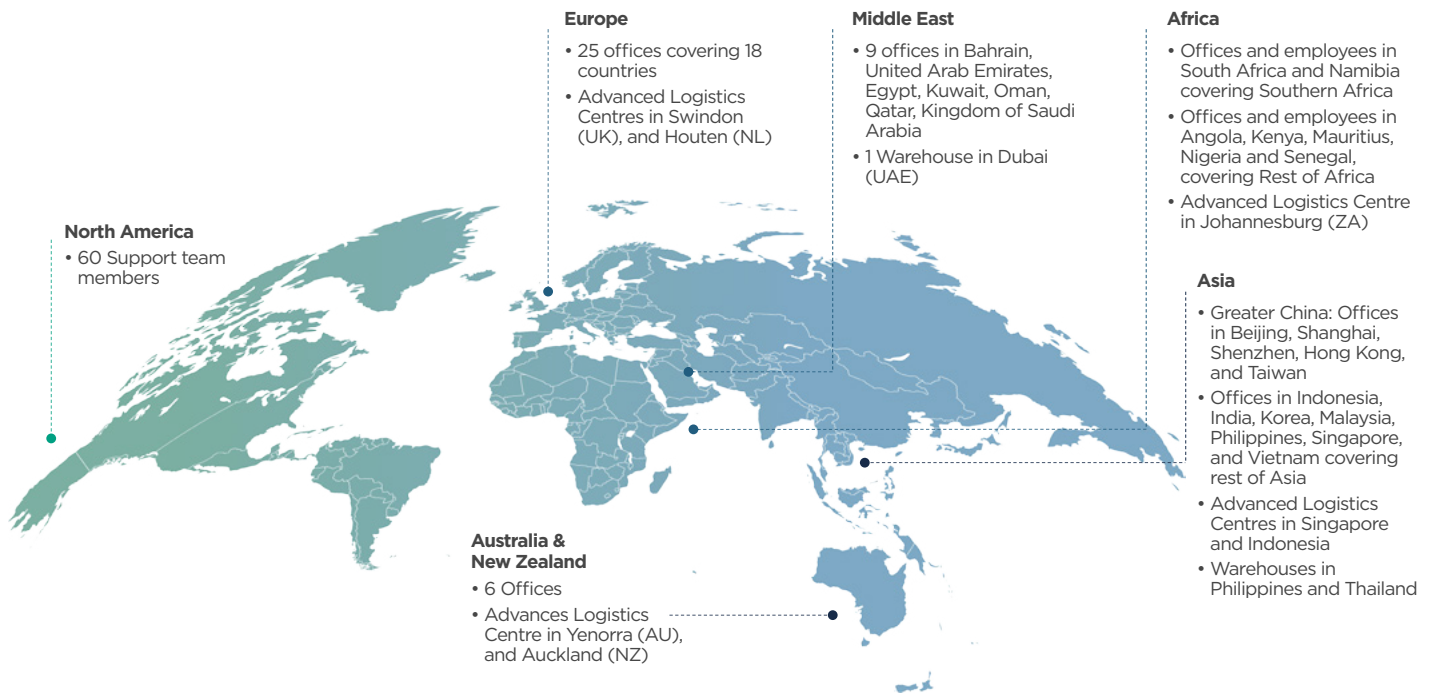 Europe
• 25 offices covering 18
countries
• Advanced Logistics
Centres in Swindon
(UK), and Houten (NL)
Middle East
• 9 offices in Bahrain,
United Arab Emirates,
Egypt, Kuwait, Oman,
Qatar, Kingdom of Saudi
Arabia
• 1 Warehouse in Dubai
(UAE)
Africa
• Offices and employees in
South Africa and Namibia
covering Southern Africa
• Offices and employees in
Angola, Kenya, Mauritius,
Nigeria and Senegal,
covering Rest of Africa
• Advanced Logistics Centre
in Johannesburg (ZA)
North America
• 60 Support team
members
Asia
• Greater China: Offices
in Beijing, Shanghai,
Shenzhen, Hong Kong,
and Taiwan
• Offices in Indonesia,
India, Korea, Malaysia,
Philippines, Singapore,
and Vietnam covering
rest of Asia
• Advanced Logistics
Centres in Singapore
and Indonesia
• Warehouses in
Philippines and Thailand
Australia &
New Zealand
• 6 Offices
• Advances Logistics
Centre in Yenorra (AU),
and Auckland (NZ)